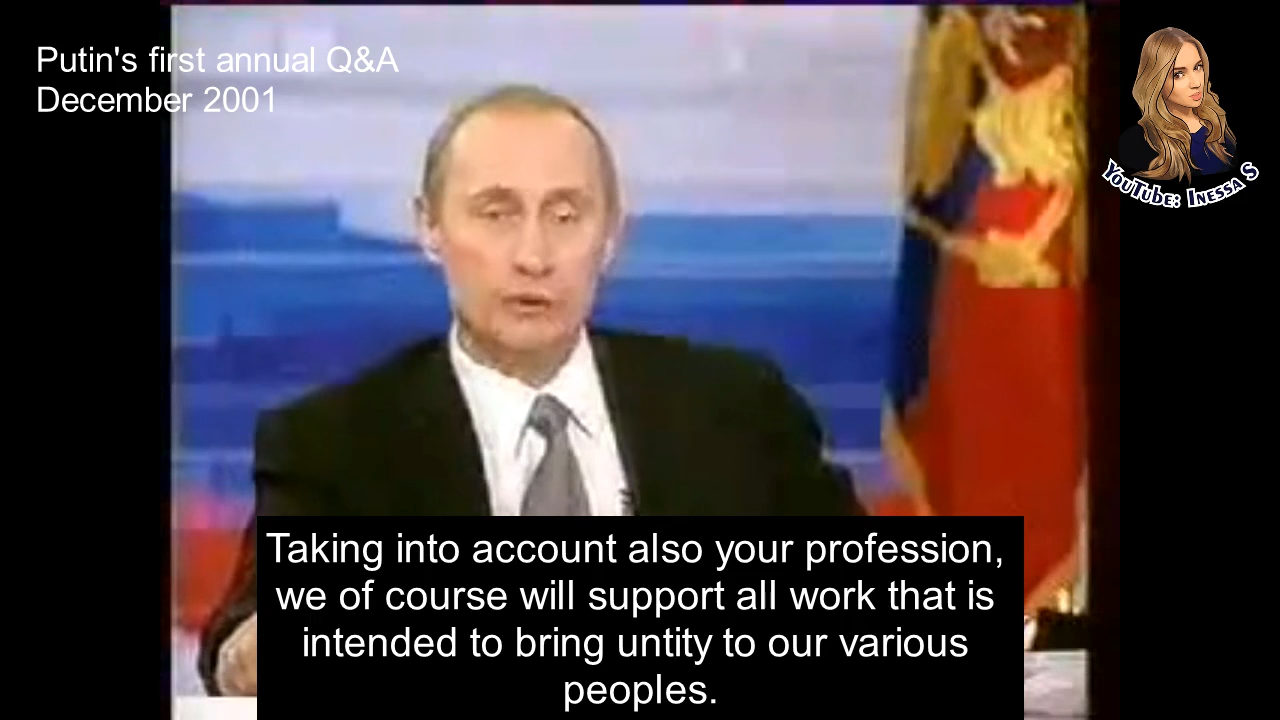 Putin's first annual Q&A
December 2001
YouTube: Inessa S
Taking into account also your profession,
we of course will support all work that is
intended to bring untity to our various
peoples.